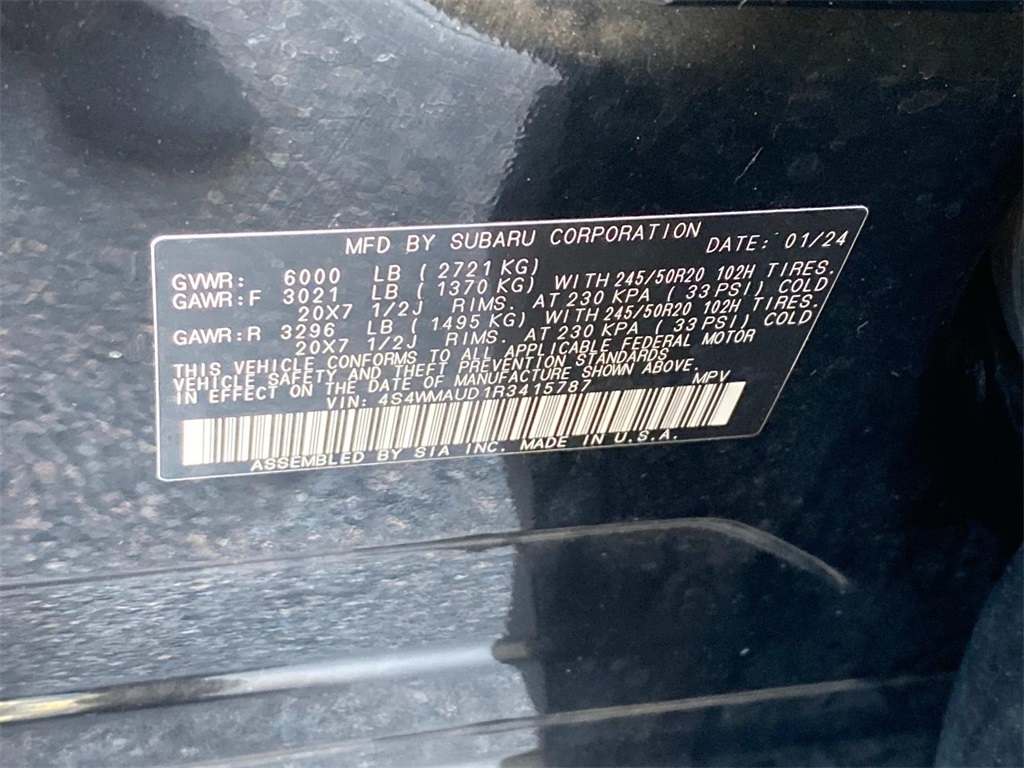 MFD BY SUBARU CORPORATION DATE: 01/24
GVWR: 6000 LB ( 2721 KG)
GAWR:F 3021 LB ( 1370 KG) WITH 245/50R20 102H TIRES.
20X7 1/2J RIMS. AT 230 KPA ( 33 PSI) COLD
GAWR:R 3296 LB ( 1495 KG) WITH 245/50R20 102H TIRES.
20X7 1/2J RIMS. AT 230 KPA ( 33 PSI) COLD
THIS VEHICLE CONFORMS TO ALL APPLICABLE FEDERAL MOTOR
VEHICLE SAFETY AND THEFT PREVENTION STANDARDS
IN EFFECT ON THE DATE OF MANUFACTURE SHOWN ABOVE.
VIN: 4S4WMAUD1R3415787 MPV
ASSEMBLED BY SIA INC. MADE IN U.S.A.